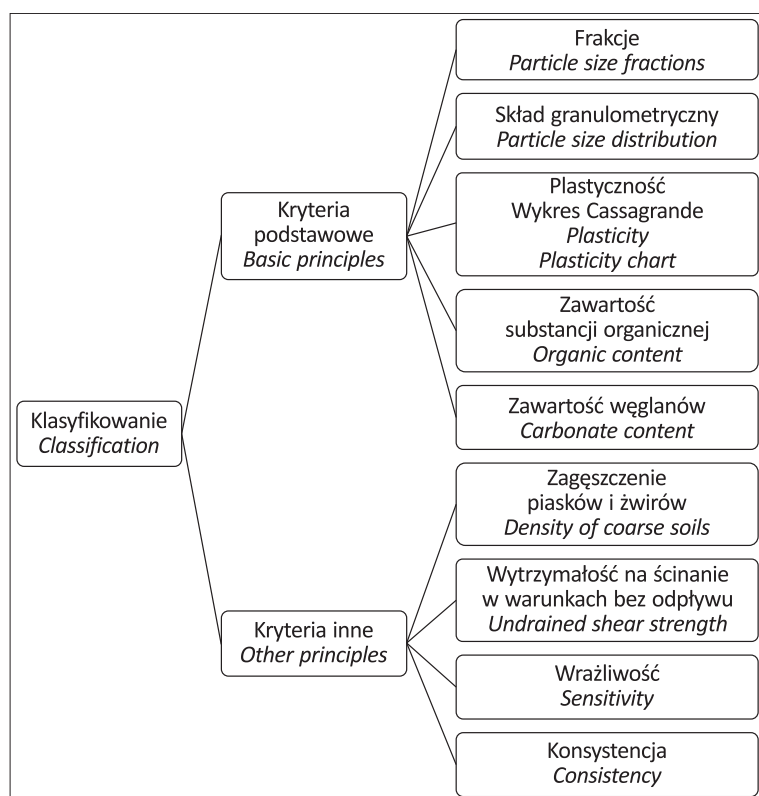 Frakcje
Particle size fractions
Skład granulometryczny
Particle size distribution
Plastyczność
Wykres Cassagrande
Plasticity
Plasticity chart
Kryteria
podstawowe
Basic principles
Zawartość
substancji organicznej
Organic content
Zawartość węglanów
Carbonate content
Klasyfikowanie
Classification
Zagęszczenie
piasków i żwirów
Density of coarse soils
Wytrzymałość na ścinanie
w warunkach bez odpływu
Undrained shear strength
Kryteria inne
Other principles
Wrażliwość
Sensitivity
Konsystencja
Consistency